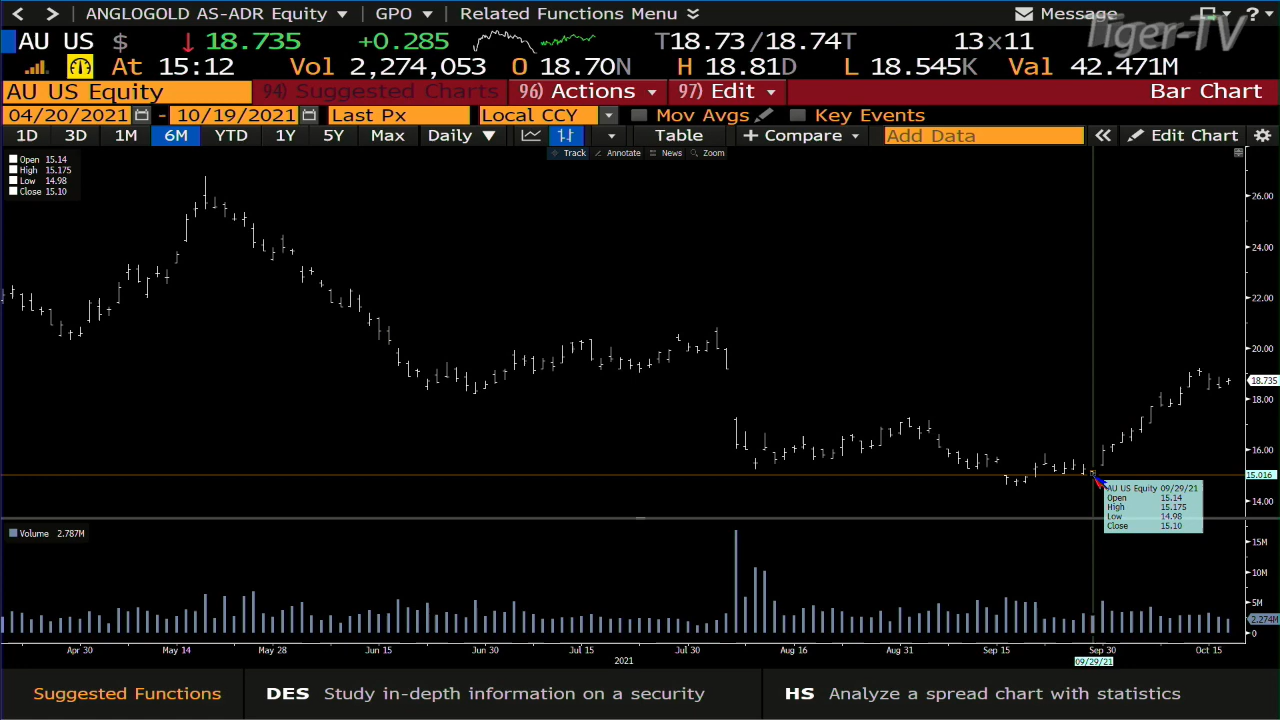 < > ANGLOGOLD AS-ADR Equity ▾ GPO ▾ Related Functions Menu Message ? ▾
Tiger-TV
AU US $ ↓ 18.735 +0.285 T18.73/18.74T 13x11
At 15:12 Vol 2,274,053 O 18.70N H 18.81D L 18.545K Val 42.471M
AU US Equity 94) Suggested Charts 96) Actions ▾ 97) Edit ▾ Bar Chart
04/20/2021 - 10/19/2021 Last Px Local CCY ▾ Mov Avgs Key Events
1D 3D 1M 6M YTD 1Y 5Y Max Daily ▼ Table + Compare ▾ Add Data « Edit Chart
Track Annotate News Zoom
Open 15.14
High 15.175
Low 14.98
Close 15.10
26.00
24.00
22.00
20.00
18.735
18.00
16.00
15.016
14.00
AU US Equity 09/29/21
Open 15.14
High 15.175
Low 14.98
Close 15.10
Volume 2.787M
15M
10M
5M
2.274M
0
Apr 30 May 14 May 28 Jun 15 Jun 30 Jul 15 Jul 30 Aug 16 Aug 31 Sep 15 Sep 30 Oct 15
2021 09/29/21
Suggested Functions DES Study in-depth information on a security HS Analyze a spread chart with statistics